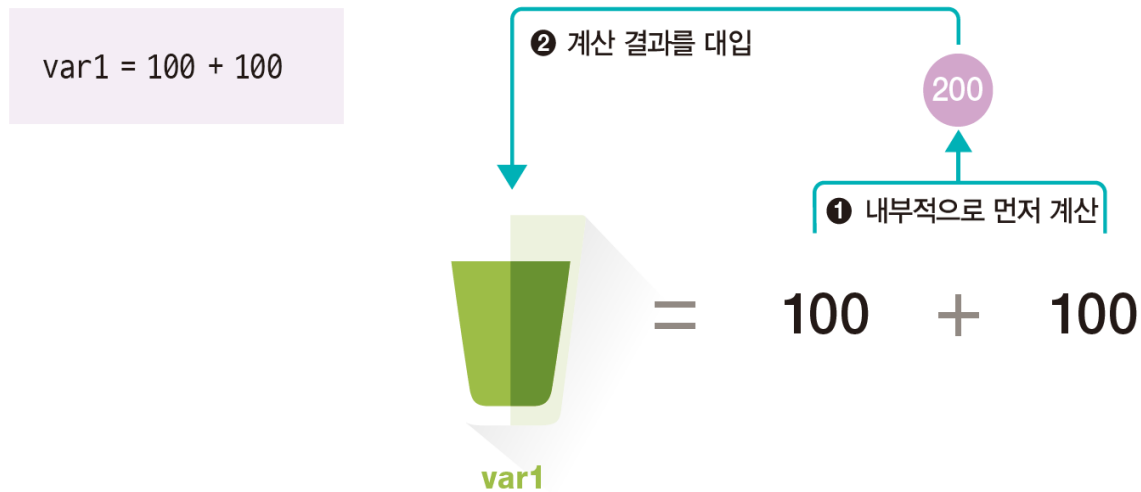 var1 = 100 + 100
❷ 계산 결과를 대입
200
❶ 내부적으로 먼저 계산
= 100 + 100
var1